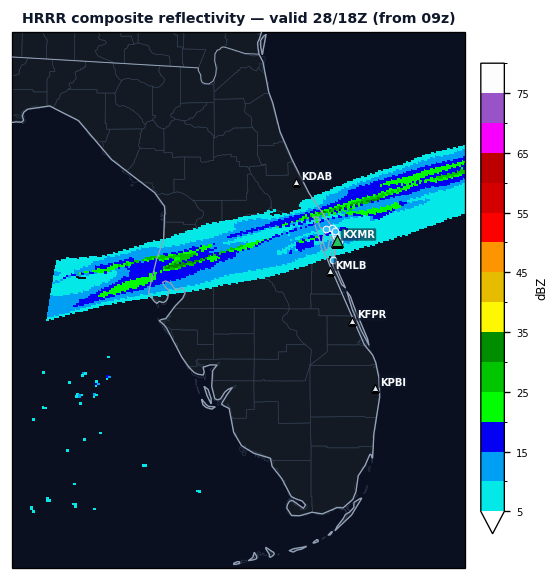 HRRR composite reflectivity — valid 28/18Z (from 09z)
KDAB
KXMR
KMLB
KFPR
KPBI
75
65
55
45
35
25
15
5
dBZ